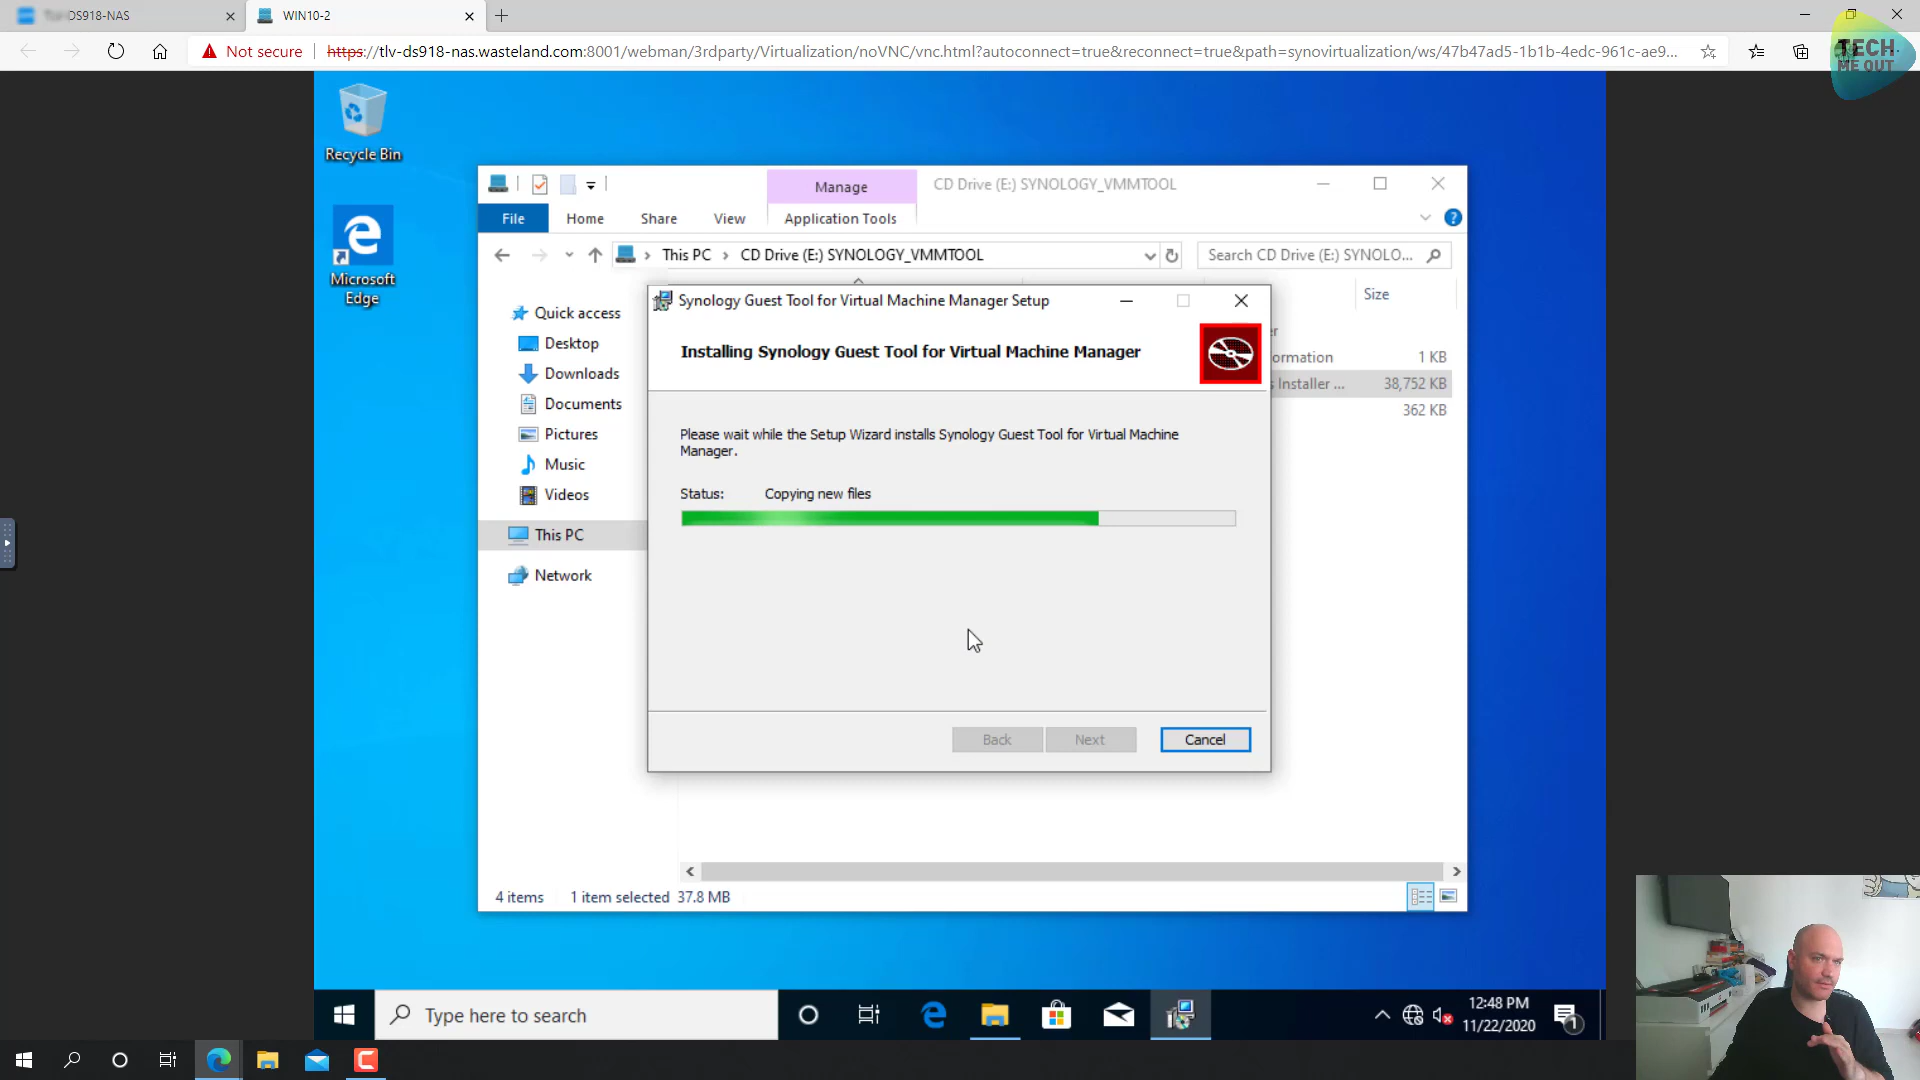 DS918-NAS
WIN10-2
Not secure
https://tlv-ds918-nas.wasteland.com:8001/webman/3rdparty/Virtualization/noVNC/vnc.html?autoconnect=true&reconnect=true&path=synovirtualization/ws/47b47ad5-1b1b-4edc-961c-ae9...
TECH
ME OUT
Recycle Bin
Microsoft
Edge
Manage
CD Drive (E:) SYNOLOGY_VMMTOOL
File
Home
Share
View
Application Tools
This PC
CD Drive (E:) SYNOLOGY_VMMTOOL
Search CD Drive (E:) SYNOLO...
Size
Quick access
Desktop
Downloads
Documents
Pictures
Music
Videos
This PC
Network
er
ormation
1 KB
s Installer ...
38,752 KB
362 KB
Synology Guest Tool for Virtual Machine Manager Setup
Installing Synology Guest Tool for Virtual Machine Manager
Please wait while the Setup Wizard installs Synology Guest Tool for Virtual Machine
Manager.
Status:
Copying new files
Back
Next
Cancel
4 items
1 item selected 37.8 MB
Type here to search
12:48 PM
11/22/2020
1